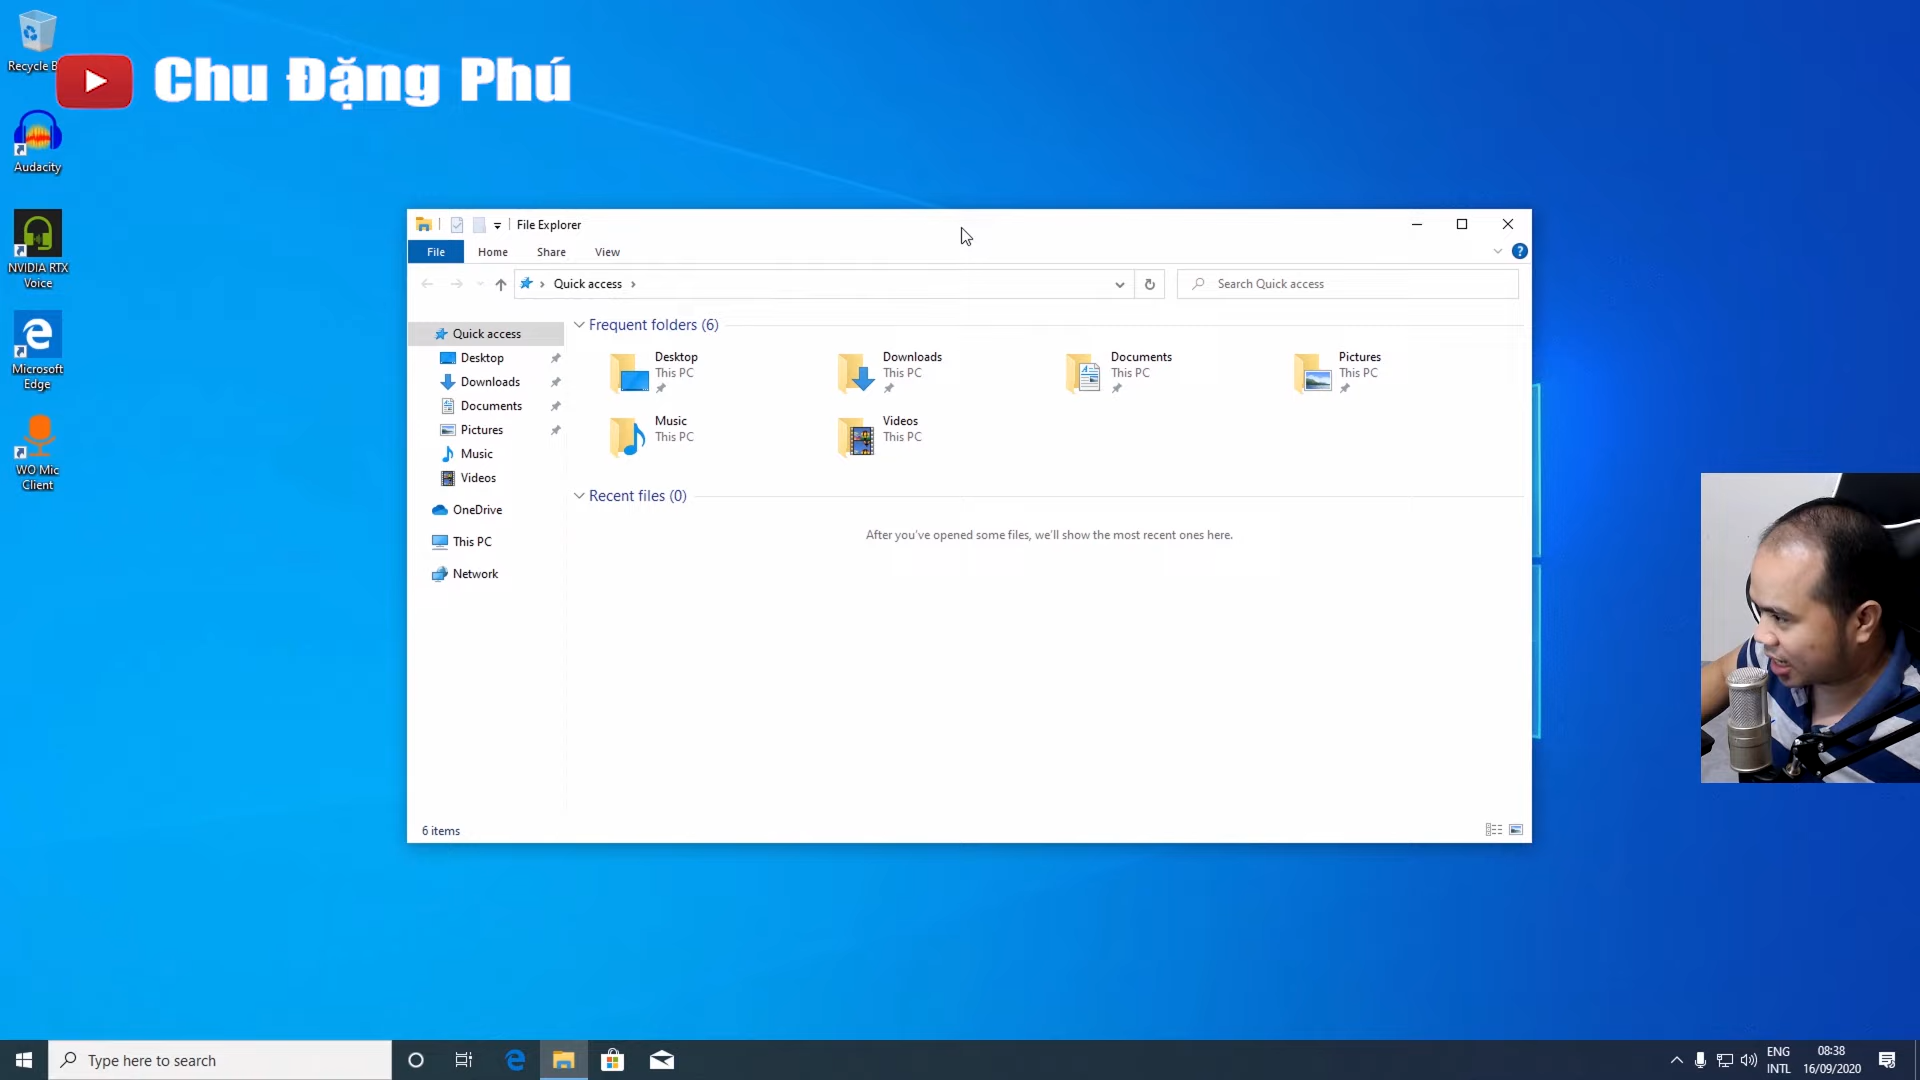 Recycle B
Chu Đặng Phú
Audacity
NVIDIA RTX
Voice
Microsoft
Edge
WO Mic
Client
File Explorer
File
Home
Share
View
?
Quick access
Search Quick access
Quick access
Desktop
Downloads
Documents
Pictures
Music
Videos
OneDrive
This PC
Network
Frequent folders (6)
Desktop
This PC
Downloads
This PC
Documents
This PC
Pictures
This PC
Music
This PC
Videos
This PC
Recent files (0)
After you've opened some files, we'll show the most recent ones here.
6 items
Type here to search
ENG
INTL
08:38
16/09/2020